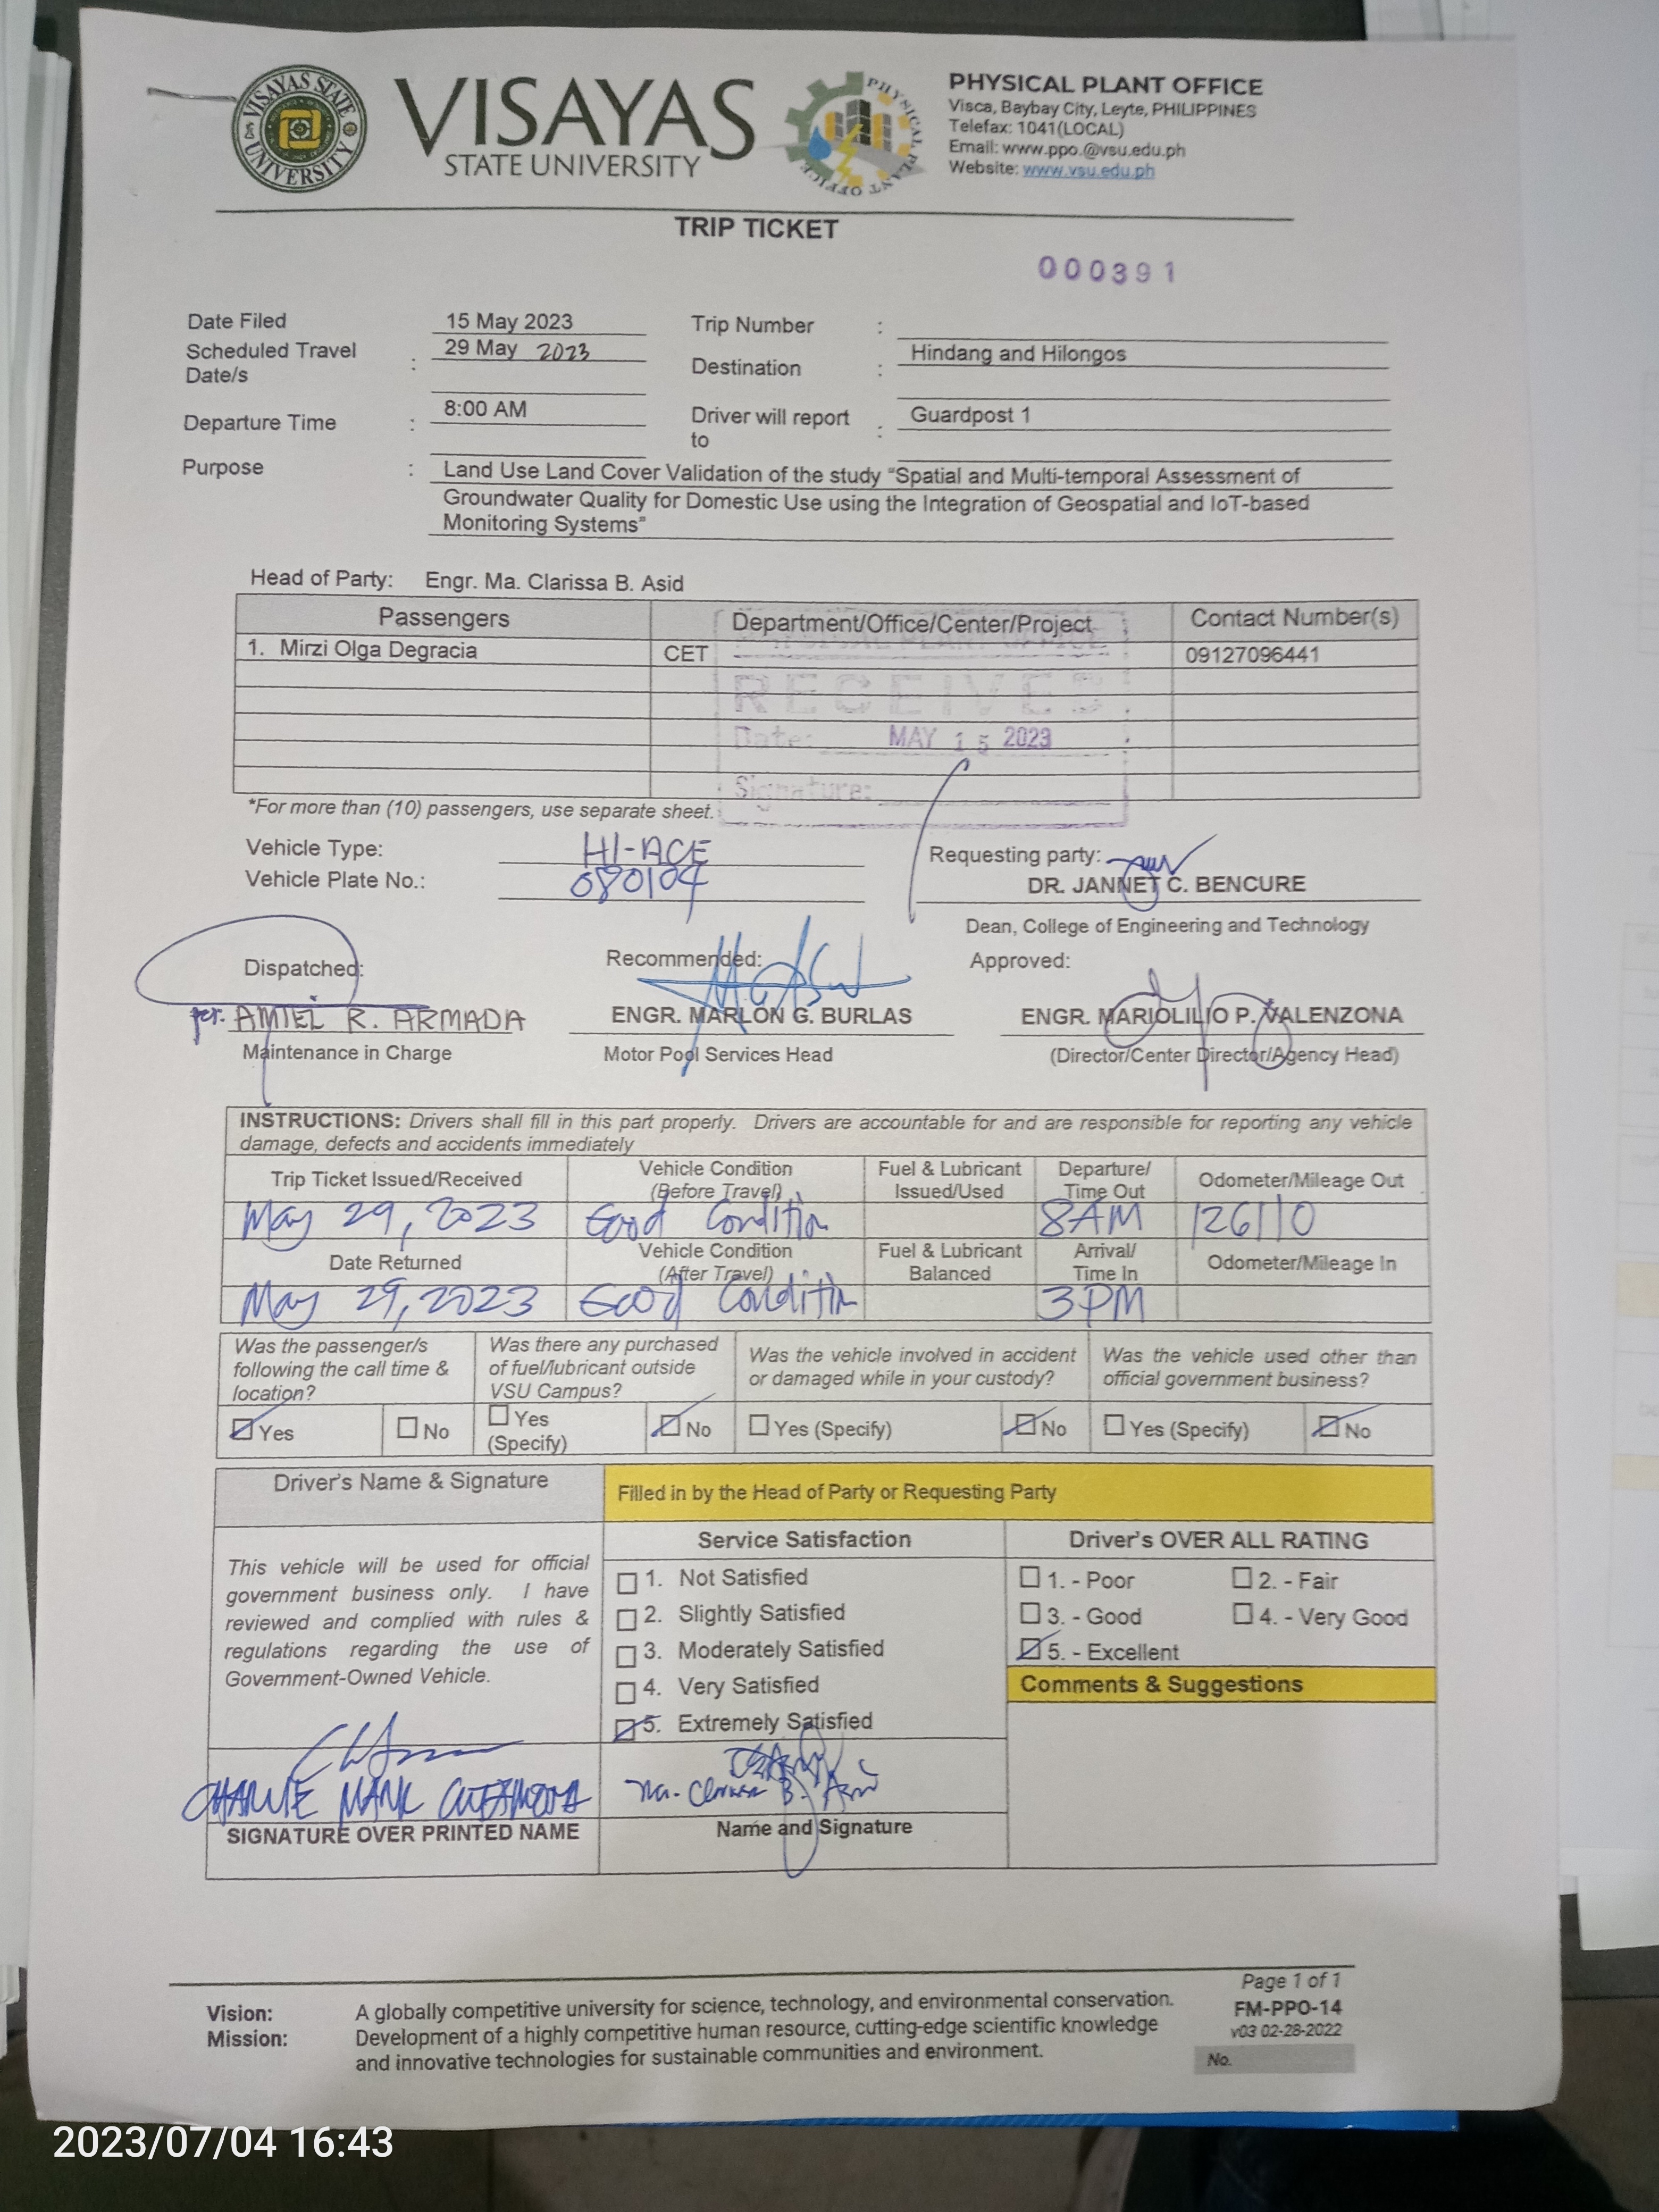 VISAYAS STATE UNIVERSITY
VISAYAS
STATE UNIVERSITY
PHYSICAL PLANT OFFICE
PHYSICAL PLANT OFFICE
Visca, Baybay City, Leyte, PHILIPPINES
Telefax: 1041(LOCAL)
Email: www.ppo.@vsu.edu.ph
Website: www.vsu.edu.ph
TRIP TICKET
000391
Date Filed 15 May 2023 Trip Number :
Scheduled Travel Date/s : 29 May 2023 Destination : Hindang and Hilongos
Departure Time : 8:00 AM Driver will report to : Guardpost 1
Purpose : Land Use Land Cover Validation of the study "Spatial and Multi-temporal Assessment of
Groundwater Quality for Domestic Use using the Integration of Geospatial and IoT-based
Monitoring Systems"
Head of Party: Engr. Ma. Clarissa B. Asid
Passengers Department/Office/Center/Project Contact Number(s)
1. Mirzi Olga Degracia CET 09127096441
PHYSICAL PLANT OFFICE
RECEIVED
Date: MAY 15 2023
Signature:
*For more than (10) passengers, use separate sheet.
Vehicle Type: HI-ACE
Vehicle Plate No.: 080104
Requesting party:
DR. JANNET C. BENCURE
Dean, College of Engineering and Technology
Dispatched: Recommended: Approved:
for: AMIEL R. ARMADA ENGR. MARLON G. BURLAS ENGR. MARIOLILIO P. VALENZONA
Maintenance in Charge Motor Pool Services Head (Director/Center Director/Agency Head)
INSTRUCTIONS: Drivers shall fill in this part properly. Drivers are accountable for and are responsible for reporting any vehicle
damage, defects and accidents immediately
Trip Ticket Issued/Received Vehicle Condition (Before Travel) Fuel & Lubricant Issued/Used Departure/ Time Out Odometer/Mileage Out
May 29, 2023 Good Condition 8AM 126110
Date Returned Vehicle Condition (After Travel) Fuel & Lubricant Balanced Arrival/ Time In Odometer/Mileage In
May 29, 2023 Good Condition 3PM
Was the passenger/s following the call time & location? Was there any purchased of fuel/lubricant outside VSU Campus? Was the vehicle involved in accident or damaged while in your custody? Was the vehicle used other than official government business?
Yes No Yes (Specify) No Yes (Specify) No Yes (Specify) No
Driver's Name & Signature Filled in by the Head of Party or Requesting Party
Service Satisfaction Driver's OVER ALL RATING
This vehicle will be used for official
government business only. I have
reviewed and complied with rules &
regulations regarding the use of
Government-Owned Vehicle.
1. Not Satisfied
2. Slightly Satisfied
3. Moderately Satisfied
4. Very Satisfied
5. Extremely Satisfied
1. - Poor 2. - Fair
3. - Good 4. - Very Good
5. - Excellent
Comments & Suggestions
Ma. Clarissa B. Asid
SIGNATURE OVER PRINTED NAME Name and Signature
Page 1 of 1
FM-PPO-14
v03 02-28-2022
No.
Vision: A globally competitive university for science, technology, and environmental conservation.
Mission: Development of a highly competitive human resource, cutting-edge scientific knowledge
and innovative technologies for sustainable communities and environment.
2023/07/04 16:43